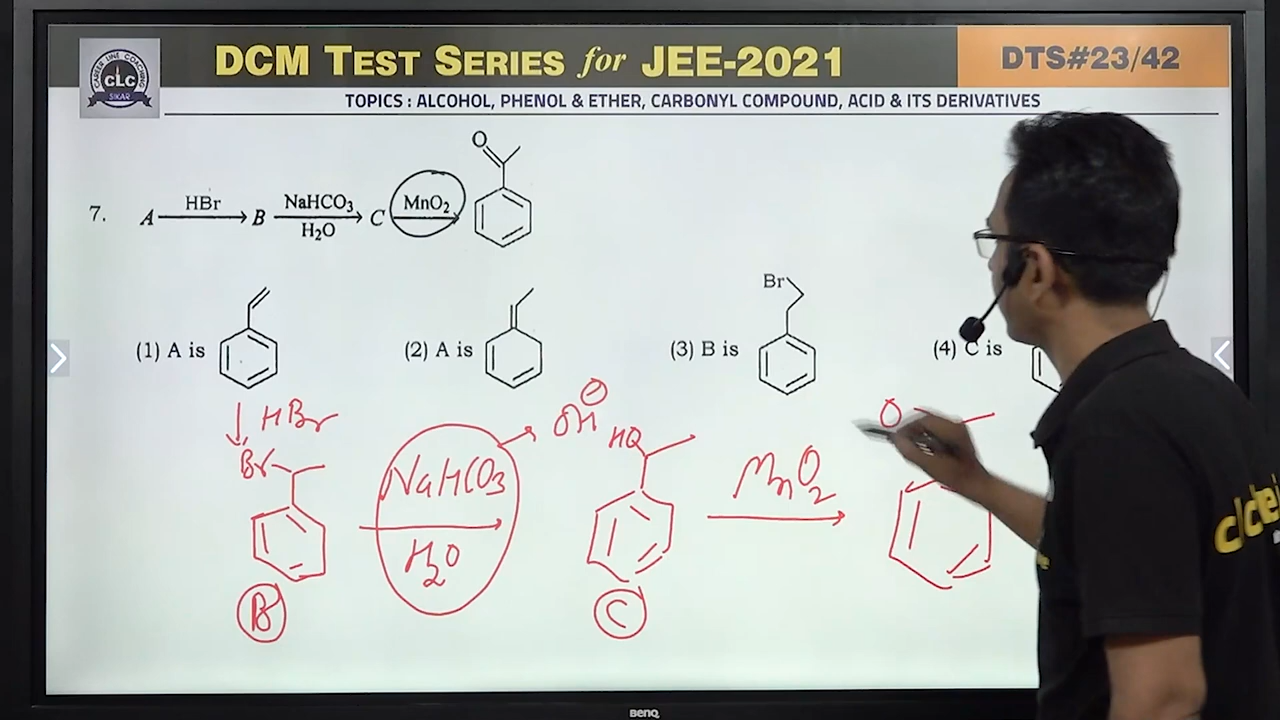 DCM TEST SERIES for JEE-2021
DTS#23/42
CAREER LINE COACHING
CLC
SIKAR
TOPICS : ALCOHOL, PHENOL & ETHER, CARBONYL COMPOUND, ACID & ITS DERIVATIVES
7. A HBr B NaHCO3 H2O C MnO2 O
(1) A is
(2) A is
(3) B is Br
(4) C is
HBr
Br
NaHCO3
H2O
OH⊖
HO
MnO2
O
B
C
BenQ